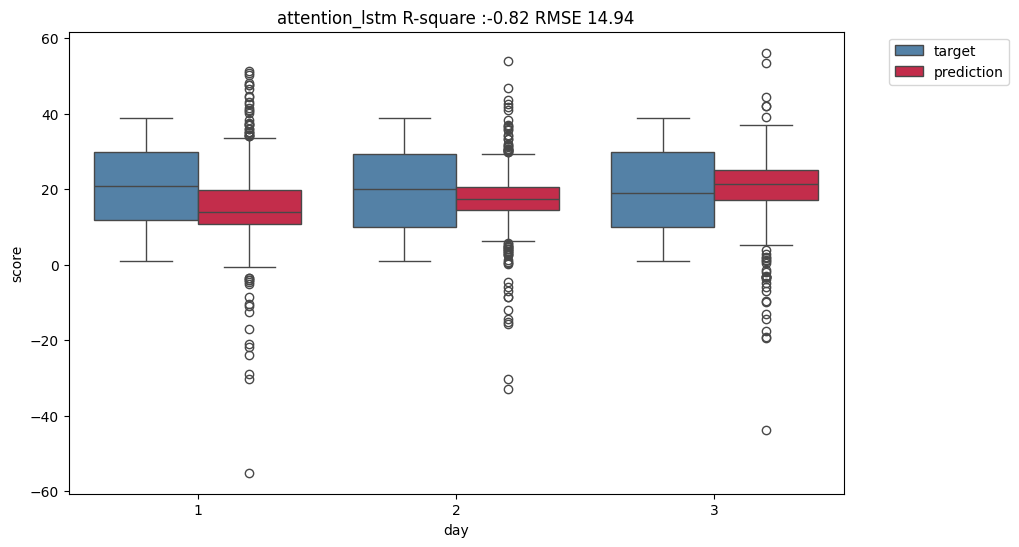 attention_lstm R-square :-0.82 RMSE 14.94
target
prediction
60
40
20
0
−20
−40
−60
score
1
2
3
day